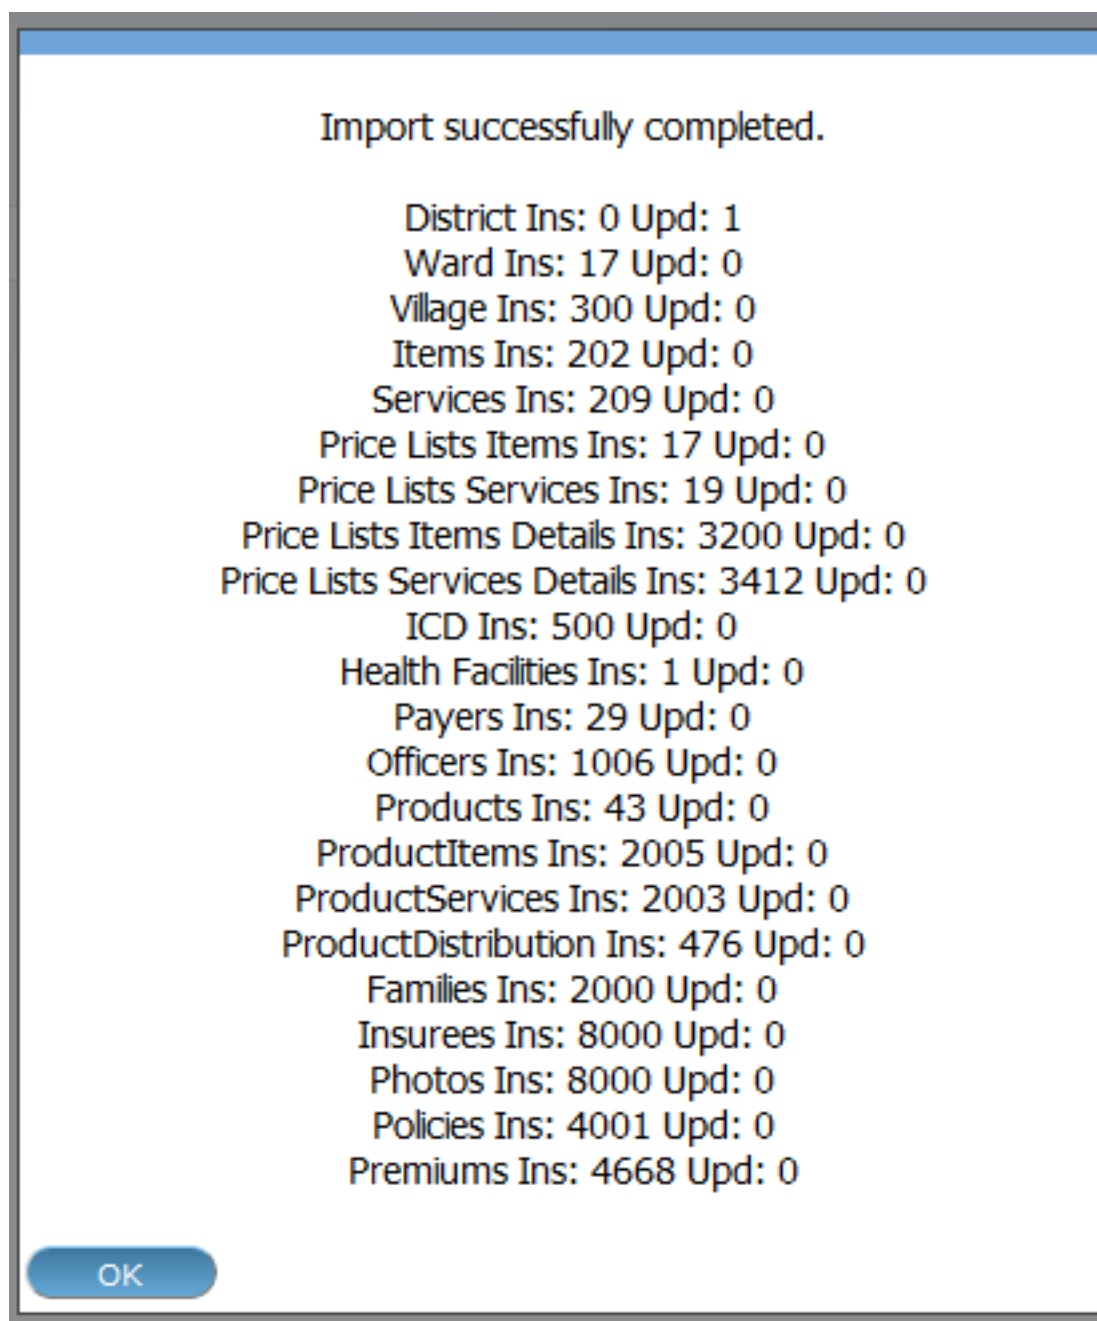 Import successfully completed.
District Ins: 0 Upd: 1
Ward Ins: 17 Upd: 0
Village Ins: 300 Upd: 0
Items Ins: 202 Upd: 0
Services Ins: 209 Upd: 0
Price Lists Items Ins: 17 Upd: 0
Price Lists Services Ins: 19 Upd: 0
Price Lists Items Details Ins: 3200 Upd: 0
Price Lists Services Details Ins: 3412 Upd: 0
ICD Ins: 500 Upd: 0
Health Facilities Ins: 1 Upd: 0
Payers Ins: 29 Upd: 0
Officers Ins: 1006 Upd: 0
Products Ins: 43 Upd: 0
ProductItems Ins: 2005 Upd: 0
ProductServices Ins: 2003 Upd: 0
ProductDistribution Ins: 476 Upd: 0
Families Ins: 2000 Upd: 0
Insurees Ins: 8000 Upd: 0
Photos Ins: 8000 Upd: 0
Policies Ins: 4001 Upd: 0
Premiums Ins: 4668 Upd: 0
OK